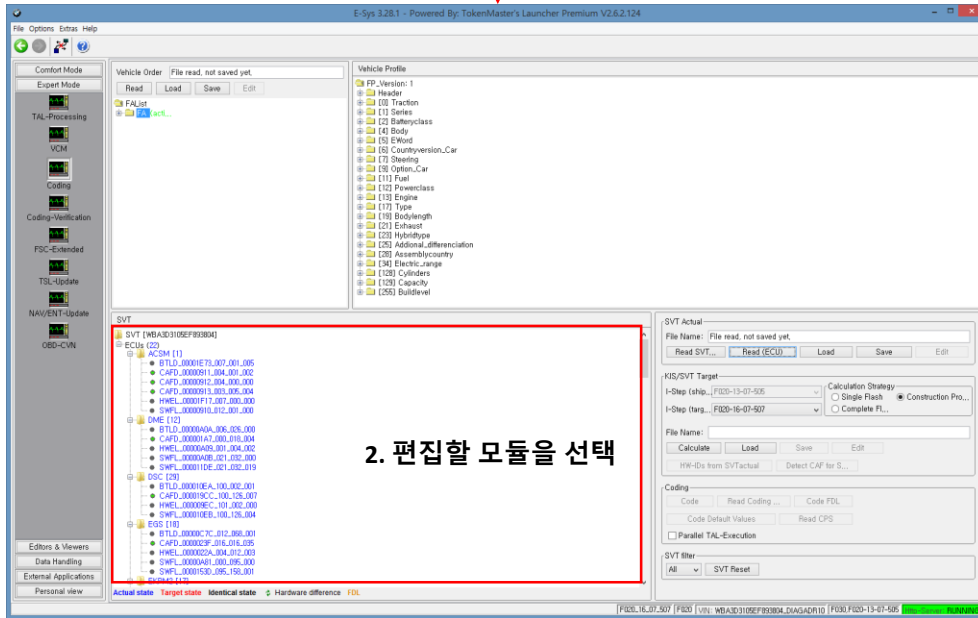 E-Sys 3.28.1 - Powered By: TokenMaster's Launcher Premium V2.6.2.124
File Options Extras Help
Comfort Mode
Expert Mode
TAL-Processing
VCM
Coding
Coding-Verification
FSC-Extended
TSL-Update
NAV/ENT-Update
OBD-CVN
Editors & Viewers
Data Handling
External Applications
Personal view
Vehicle Order File read, not saved yet,
Read Load Save Edit
FAList
Vehicle Profile
FP_Version: 1
Header
[0] Traction
[1] Series
[2] Batteryclass
[4] Body
[5] EWord
[6] Countryversion_Car
[7] Steering
[9] Option_Car
[11] Fuel
[12] Powerclass
[13] Engine
[17] Type
[19] Bodylength
[21] Exhaust
[23] Hybridtype
[25] Addional_differenciation
[28] Assemblycountry
[34] Electric_range
[128] Cylinders
[129] Capacity
[255] Buildlevel
SVT
SVT [WBA3D3105EF893804]
ECUs (22)
ACSM [1]
BTLD_00001E73_007_001_005
CAFD_00000911_004_001_002
CAFD_00000912_004_000_000
CAFD_00000913_003_005_004
HWEL_00001F17_007_000_000
SWFL_00000910_012_001_000
DME [12]
BTLD_00000A0A_006_026_000
CAFD_000001A7_000_018_004
HWEL_00000A09_001_004_002
SWFL_00000A0B_021_032_000
SWFL_000011DE_021_032_019
DSC [29]
BTLD_000010EA_100_002_001
CAFD_000019CC_100_126_007
HWEL_000009EC_101_002_000
SWFL_000010EB_100_126_004
EGS [18]
BTLD_00000C7C_012_068_001
CAFD_0000023F_016_016_035
HWEL_0000022A_004_012_003
SWFL_00000A81_000_095_000
SWFL_0000153D_095_158_001
2. 편집할 모듈을 선택
Actual state Target state Identical state Hardware difference FDL
SVT Actual
File Name: File read, not saved yet,
Read SVT... Read (ECU) Load Save Edit
KIS/SVT Target
I-Step (ship... F020-13-07-505
I-Step (targ... F020-16-07-507
Calculation Strategy
Single Flash Construction Pro...
Complete Fl...
File Name:
Calculate Load Save Edit
HW-IDs from SVTactual Detect CAF for S...
Coding
Code Read Coding ... Code FDL
Code Default Values Read CPS
Parallel TAL-Execution
SVT filter
All SVT Reset
F020_16_07_507 F020 VIN: WBA3D3105EF893804_DIAGADR10 F030,F020-13-07-505 Http-Server: RUNNING